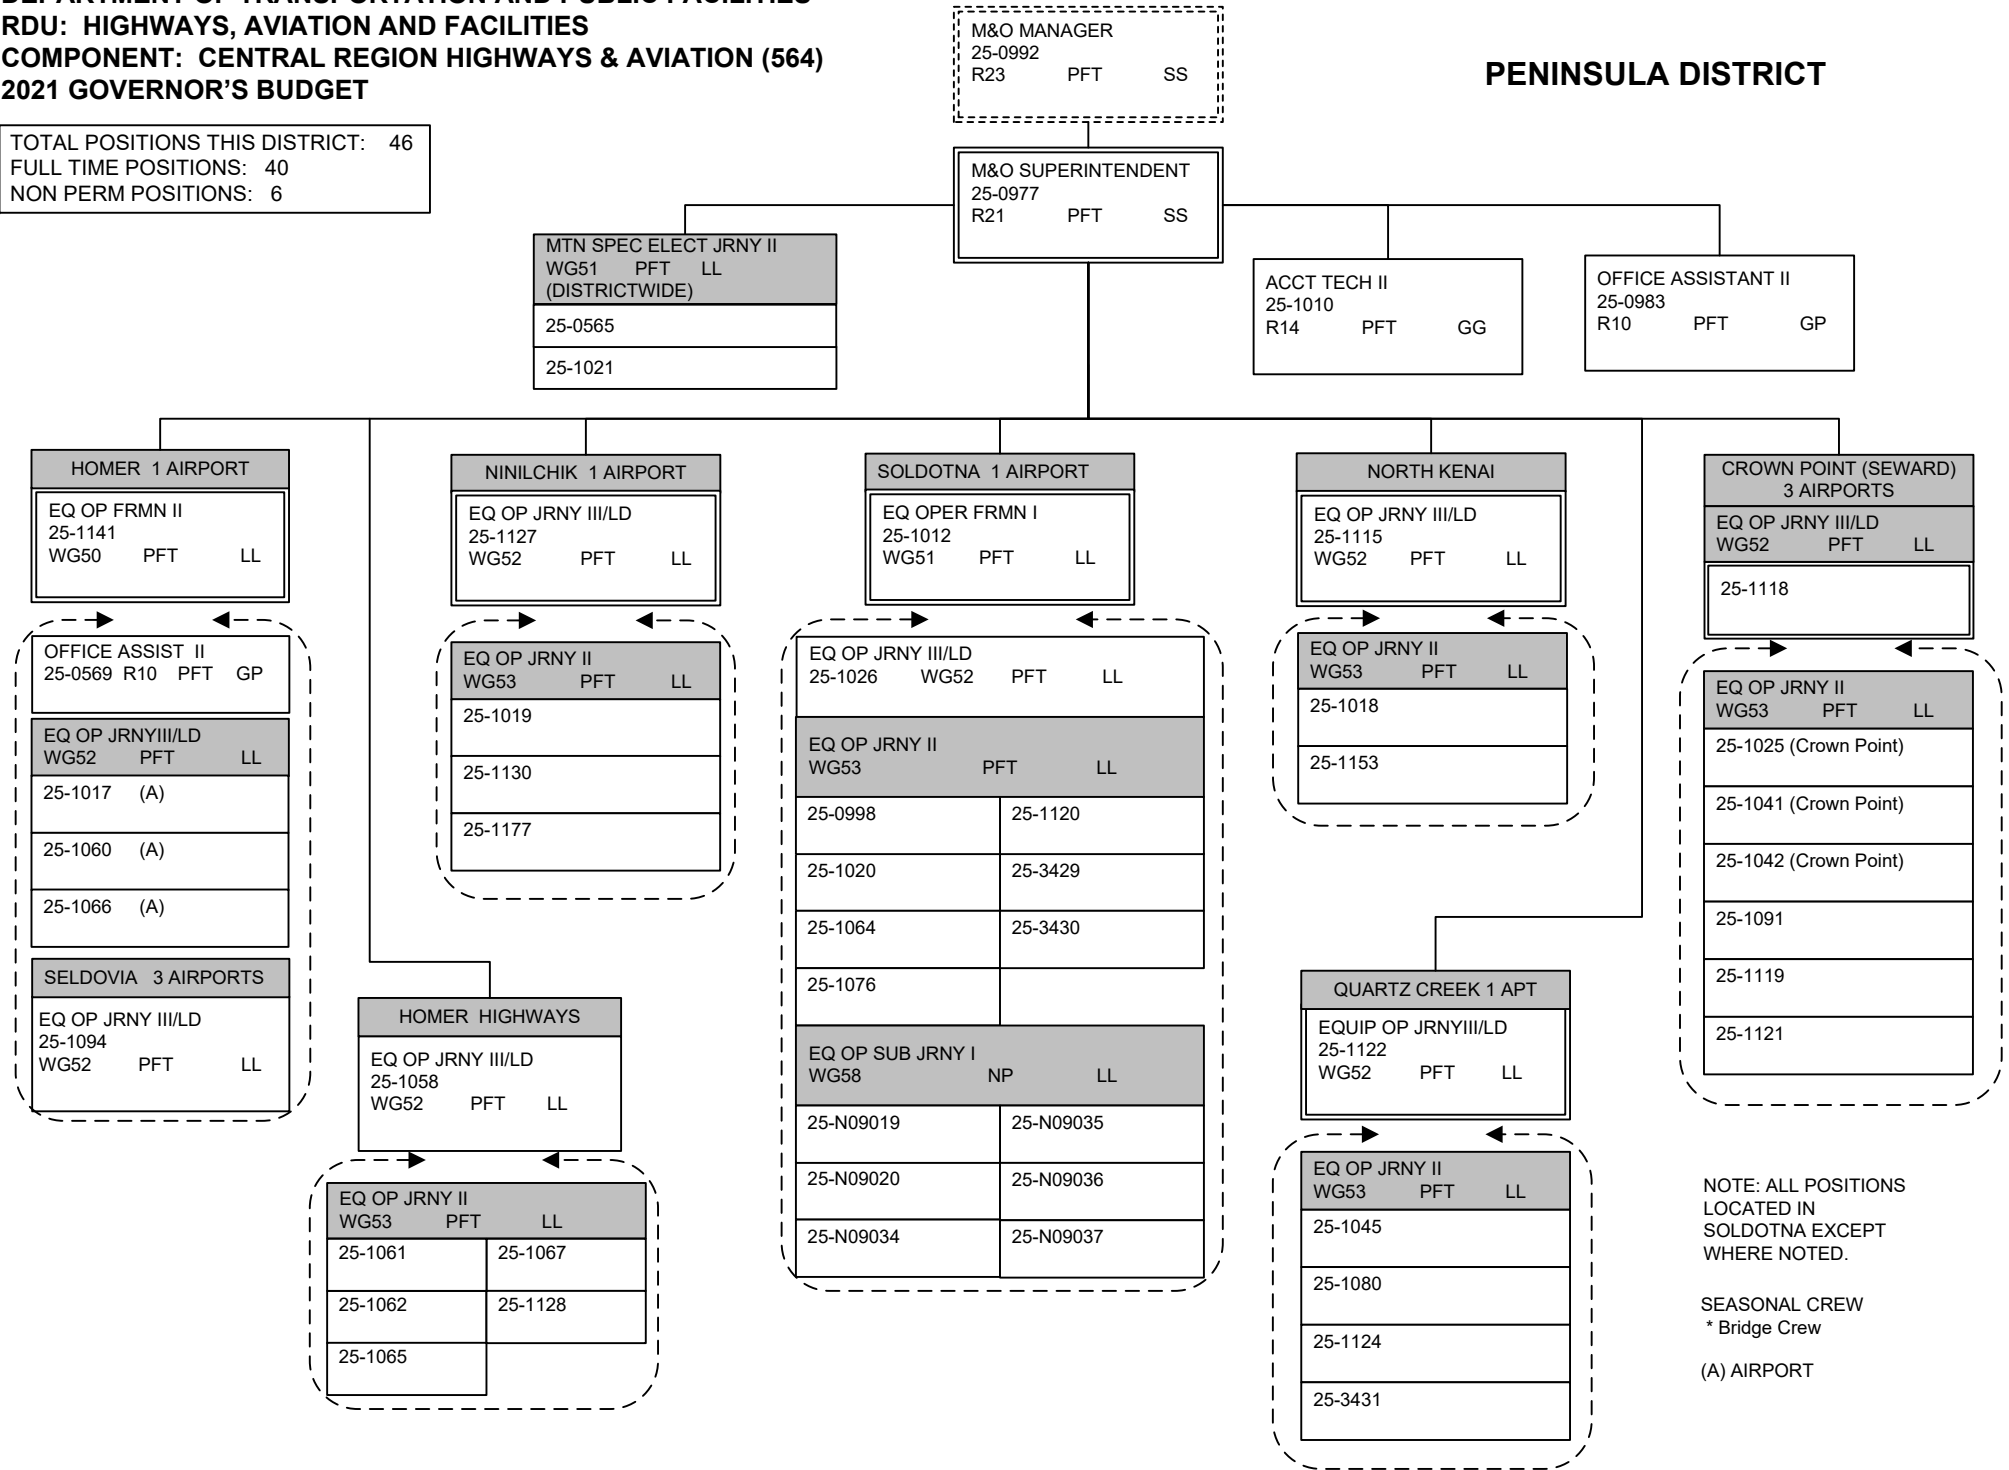 DEPARTMENT OF TRANSPORTATION AND PUBLIC FACILITIES
RDU: HIGHWAYS, AVIATION AND FACILITIES
COMPONENT: CENTRAL REGION HIGHWAYS & AVIATION (564)
2021 GOVERNOR'S BUDGET
PENINSULA DISTRICT
TOTAL POSITIONS THIS DISTRICT: 46
FULL TIME POSITIONS: 40
NON PERM POSITIONS: 6
M&O MANAGER
25-0992
R23 PFT SS
M&O SUPERINTENDENT
25-0977
R21 PFT SS
MTN SPEC ELECT JRNY II
WG51 PFT LL
(DISTRICTWIDE)
25-0565
25-1021
ACCT TECH II
25-1010
R14 PFT GG
OFFICE ASSISTANT II
25-0983
R10 PFT GP
HOMER 1 AIRPORT
EQ OP FRMN II
25-1141
WG50 PFT LL
OFFICE ASSIST II
25-0569 R10 PFT GP
EQ OP JRNYIII/LD
WG52 PFT LL
25-1017 (A)
25-1060 (A)
25-1066 (A)
SELDOVIA 3 AIRPORTS
EQ OP JRNY III/LD
25-1094
WG52 PFT LL
HOMER HIGHWAYS
EQ OP JRNY III/LD
25-1058
WG52 PFT LL
EQ OP JRNY II
WG53 PFT LL
25-1061 25-1067
25-1062 25-1128
25-1065
NINILCHIK 1 AIRPORT
EQ OP JRNY III/LD
25-1127
WG52 PFT LL
EQ OP JRNY II
WG53 PFT LL
25-1019
25-1130
25-1177
SOLDOTNA 1 AIRPORT
EQ OPER FRMN I
25-1012
WG51 PFT LL
EQ OP JRNY III/LD
25-1026 WG52 PFT LL
EQ OP JRNY II
WG53 PFT LL
25-0998 25-1120
25-1020 25-3429
25-1064 25-3430
25-1076
EQ OP SUB JRNY I
WG58 NP LL
25-N09019 25-N09035
25-N09020 25-N09036
25-N09034 25-N09037
NORTH KENAI
EQ OP JRNY III/LD
25-1115
WG52 PFT LL
EQ OP JRNY II
WG53 PFT LL
25-1018
25-1153
QUARTZ CREEK 1 APT
EQUIP OP JRNYIII/LD
25-1122
WG52 PFT LL
EQ OP JRNY II
WG53 PFT LL
25-1045
25-1080
25-1124
25-3431
CROWN POINT (SEWARD)
3 AIRPORTS
EQ OP JRNY III/LD
WG52 PFT LL
25-1118
EQ OP JRNY II
WG53 PFT LL
25-1025 (Crown Point)
25-1041 (Crown Point)
25-1042 (Crown Point)
25-1091
25-1119
25-1121
NOTE: ALL POSITIONS
LOCATED IN
SOLDOTNA EXCEPT
WHERE NOTED.
SEASONAL CREW
* Bridge Crew
(A) AIRPORT